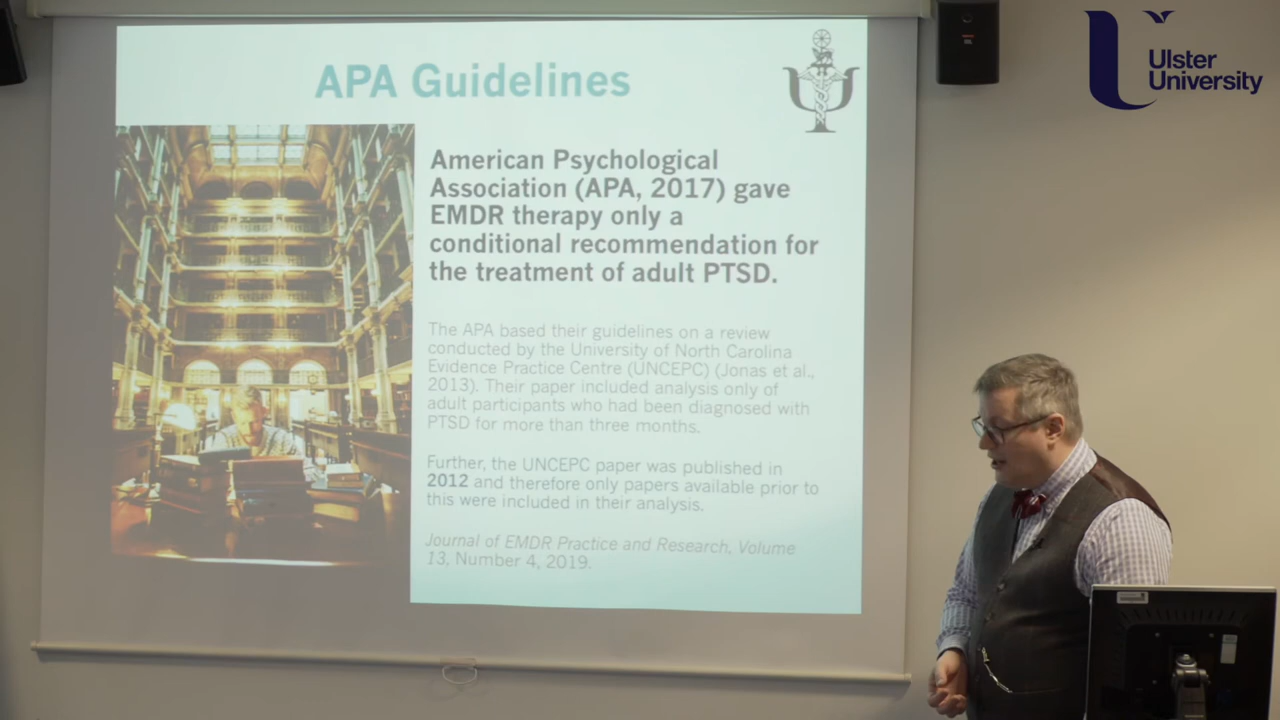 APA Guidelines
American Psychological
Association (APA, 2017) gave
EMDR therapy only a
conditional recommendation for
the treatment of adult PTSD.
The APA based their guidelines on a review
conducted by the University of North Carolina
Evidence Practice Centre (UNCEPC) (Jonas et al.,
2013). Their paper included analysis only of
adult participants who had been diagnosed with
PTSD for more than three months.
Further, the UNCEPC paper was published in
2012 and therefore only papers available prior to
this were included in their analysis.
Journal of EMDR Practice and Research, Volume
13, Number 4, 2019.
Ulster
University